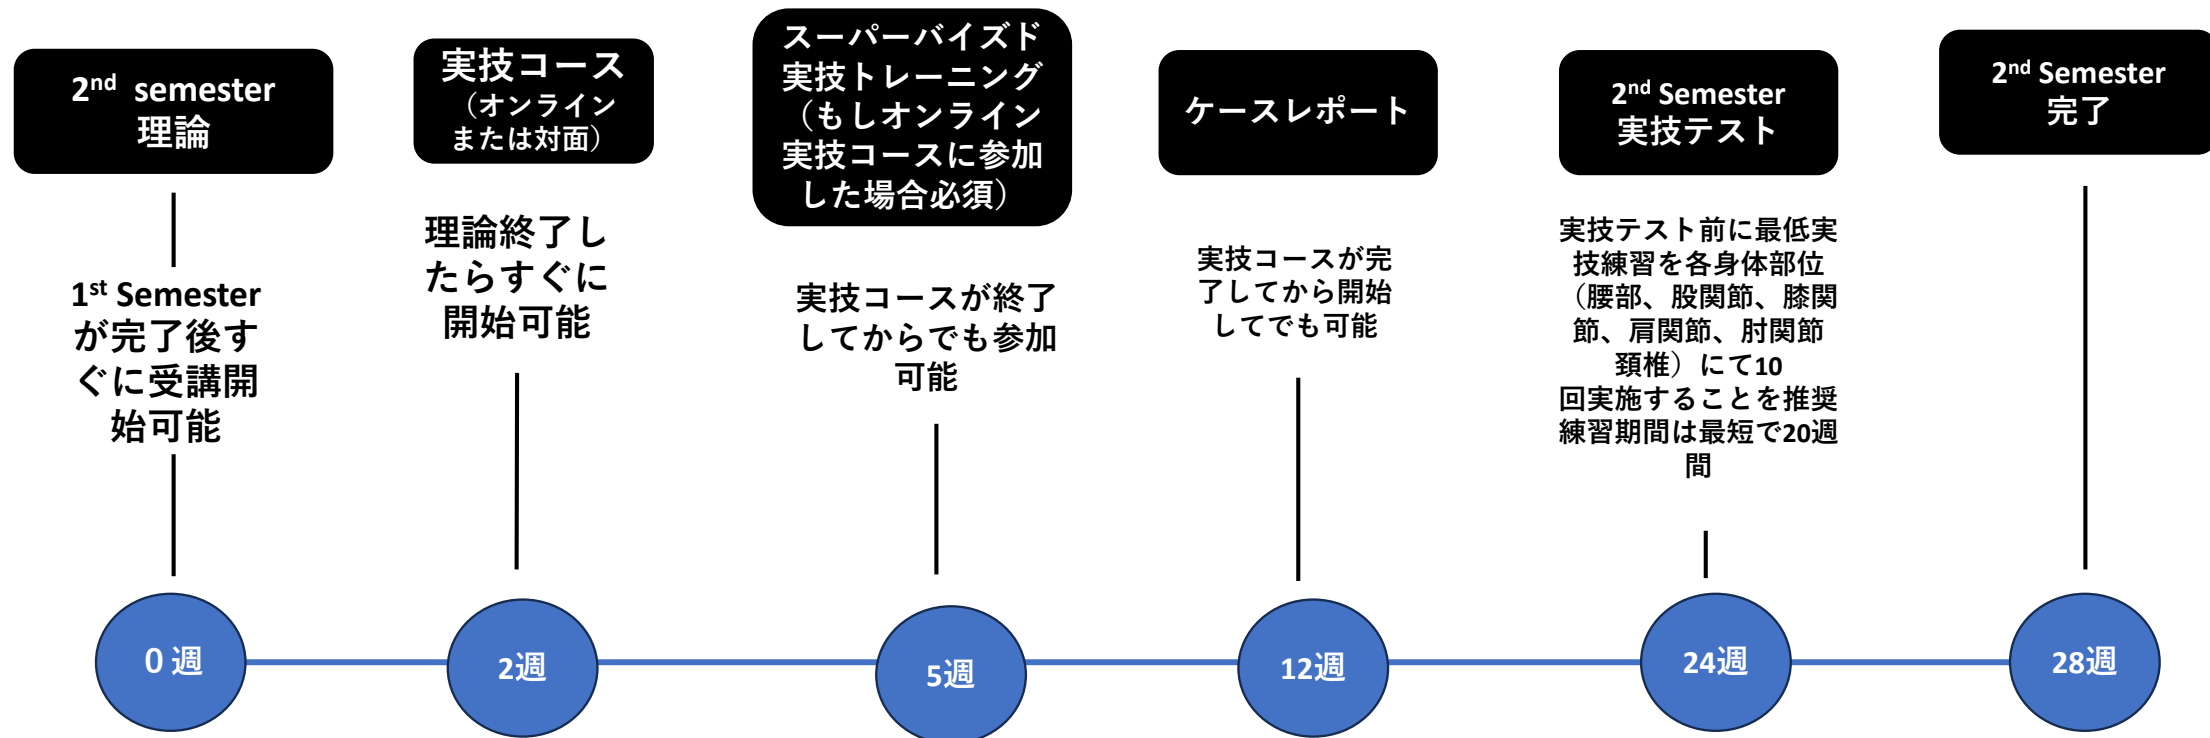 2nd semester
理論
1st Semester
が完了後す
ぐに受講開
始可能
0 週
実技コース
（オンライン
または対面）
理論終了し
たらすぐに
開始可能
2週
スーパーバイズド
実技トレーニング
（もしオンライン
実技コースに参加
した場合必須）
実技コースが終了
してからでも参加
可能
5週
ケースレポート
実技コースが完
了してから開始
してでも可能
12週
2nd Semester
実技テスト
実技テスト前に最低実
技練習を各身体部位
（腰部、股関節、膝関
節、肩関節、肘関節
頚椎）にて10
回実施することを推奨
練習期間は最短で20週
間
24週
2nd Semester
完了
28週